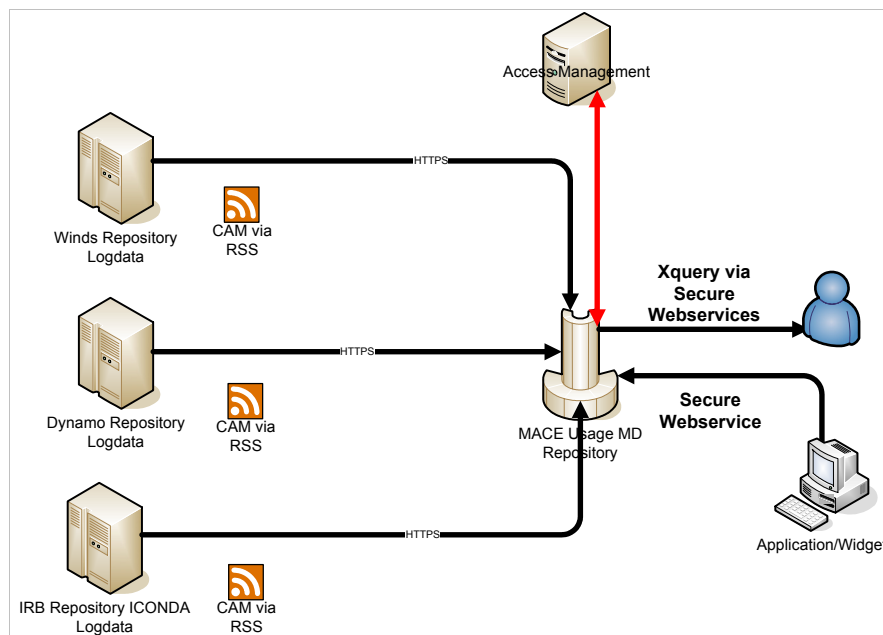 Access Management
HTTPS
Winds Repository
Logdata
CAM via
RSS
Xquery via
Secure
Webservices
HTTPS
Dynamo Repository
Logdata
CAM via
RSS
MACE Usage MD
Repository
Secure
Webservice
HTTPS
Application/Widget
IRB Repository ICONDA
Logdata
CAM via
RSS